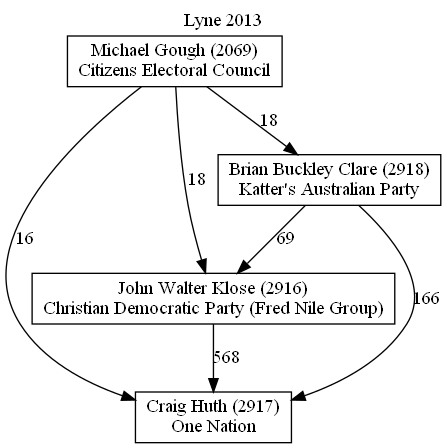 Lyne 2013
Michael Gough (2069)
Citizens Electoral Council
18
Brian Buckley Clare (2918)
Katter's Australian Party
18
16
69
166
John Walter Klose (2916)
Christian Democratic Party (Fred Nile Group)
568
Craig Huth (2917)
One Nation